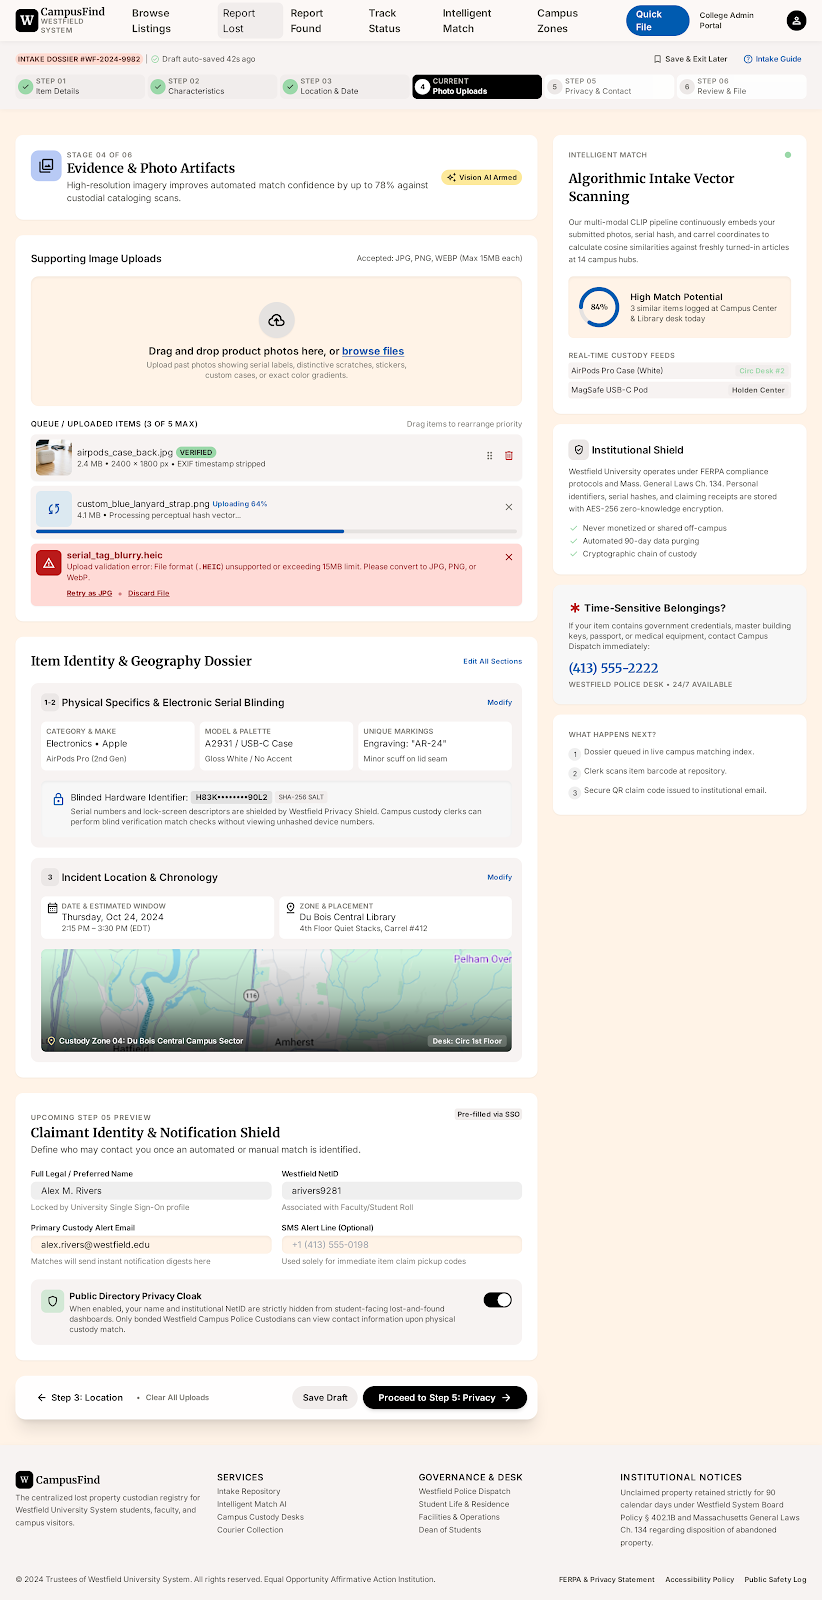 W CampusFind
WESTFIELD
SYSTEM
Browse Listings
Report Lost
Report Found
Track Status
Intelligent Match
Campus Zones
Quick File
College Admin Portal
INTAKE DOSSIER #WF-2024-9982
Draft auto-saved 42s ago
Save & Exit Later
Intake Guide
STEP 01
Item Details
STEP 02
Characteristics
STEP 03
Location & Date
4
CURRENT
Photo Uploads
5
STEP 05
Privacy & Contact
6
STEP 06
Review & File
STAGE 04 OF 06
Evidence & Photo Artifacts
High-resolution imagery improves automated match confidence by up to 78% against
custodial cataloging scans.
Vision AI Armed
Supporting Image Uploads
Accepted: JPG, PNG, WEBP (Max 15MB each)
Drag and drop product photos here, or browse files
Upload past photos showing serial labels, distinctive scratches, stickers,
custom cases, or exact color gradients.
QUEUE / UPLOADED ITEMS (3 OF 5 MAX)
Drag items to rearrange priority
airpods_case_back.jpg VERIFIED
2.4 MB • 2400 × 1800 px • EXIF timestamp stripped
custom_blue_lanyard_strap.png Uploading 64%
4.1 MB • Processing perceptual hash vector...
serial_tag_blurry.heic
Upload validation error: File format (.HEIC) unsupported or exceeding 15MB limit. Please convert to JPG, PNG, or
WebP.
Retry as JPG • Discard File
Item Identity & Geography Dossier
Edit All Sections
1-2 Physical Specifics & Electronic Serial Blinding
Modify
CATEGORY & MAKE
Electronics • Apple
AirPods Pro (2nd Gen)
MODEL & PALETTE
A2931 / USB-C Case
Gloss White / No Accent
UNIQUE MARKINGS
Engraving: "AR-24"
Minor scuff on lid seam
Blinded Hardware Identifier: H83K••••••••90L2 SHA-256 SALT
Serial numbers and lock-screen descriptors are shielded by Westfield Privacy Shield. Campus custody clerks can
perform blind verification match checks without viewing unhashed device numbers.
3 Incident Location & Chronology
Modify
DATE & ESTIMATED WINDOW
Thursday, Oct 24, 2024
2:15 PM – 3:30 PM (EDT)
ZONE & PLACEMENT
Du Bois Central Library
4th Floor Quiet Stacks, Carrel #412
Pelham Over
116
Custody Zone 04: Du Bois Central Campus Sector
Hatfield
Amherst
Desk: Circ 1st Floor
UPCOMING STEP 05 PREVIEW
Pre-filled via SSO
Claimant Identity & Notification Shield
Define who may contact you once an automated or manual match is identified.
Full Legal / Preferred Name
Alex M. Rivers
Locked by University Single Sign-On profile
Westfield NetID
arivers9281
Associated with Faculty/Student Roll
Primary Custody Alert Email
alex.rivers@westfield.edu
Matches will send instant notification digests here
SMS Alert Line (Optional)
+1 (413) 555-0198
Used solely for immediate item claim pickup codes
Public Directory Privacy Cloak
When enabled, your name and institutional NetID are strictly hidden from student-facing lost-and-found
dashboards. Only bonded Westfield Campus Police Custodians can view contact information upon physical
custody match.
← Step 3: Location
• Clear All Uploads
Save Draft
Proceed to Step 5: Privacy →
INTELLIGENT MATCH
Algorithmic Intake Vector
Scanning
Our multi-modal CLIP pipeline continuously embeds your
submitted photos, serial hash, and carrel coordinates to
calculate cosine similarities against freshly turned-in articles
at 14 campus hubs.
84%
High Match Potential
3 similar items logged at Campus Center
& Library desk today
REAL-TIME CUSTODY FEEDS
AirPods Pro Case (White)
Circ Desk #2
MagSafe USB-C Pod
Holden Center
Institutional Shield
Westfield University operates under FERPA compliance
protocols and Mass. General Laws Ch. 134. Personal
identifiers, serial hashes, and claiming receipts are stored
with AES-256 zero-knowledge encryption.
Never monetized or shared off-campus
Automated 90-day data purging
Cryptographic chain of custody
Time-Sensitive Belongings?
If your item contains government credentials, master building
keys, passport, or medical equipment, contact Campus
Dispatch immediately:
(413) 555-2222
WESTFIELD POLICE DESK • 24/7 AVAILABLE
WHAT HAPPENS NEXT?
1 Dossier queued in live campus matching index.
2 Clerk scans item barcode at repository.
3 Secure QR claim code issued to institutional email.
W CampusFind
The centralized lost property custodian registry for
Westfield University System students, faculty, and
campus visitors.
SERVICES
Intake Repository
Intelligent Match AI
Campus Custody Desks
Courier Collection
GOVERNANCE & DESK
Westfield Police Dispatch
Student Life & Residence
Facilities & Operations
Dean of Students
INSTITUTIONAL NOTICES
Unclaimed property retained strictly for 90
calendar days under Westfield System Board
Policy § 402.1B and Massachusetts General Laws
Ch. 134 regarding disposition of abandoned
property.
© 2024 Trustees of Westfield University System. All rights reserved. Equal Opportunity Affirmative Action Institution.
FERPA & Privacy Statement
Accessibility Policy
Public Safety Log